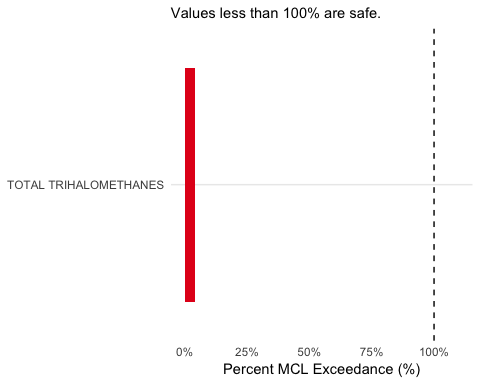 Values less than 100% are safe.
TOTAL TRIHALOMETHANES
0% 25% 50% 75% 100%
Percent MCL Exceedance (%)